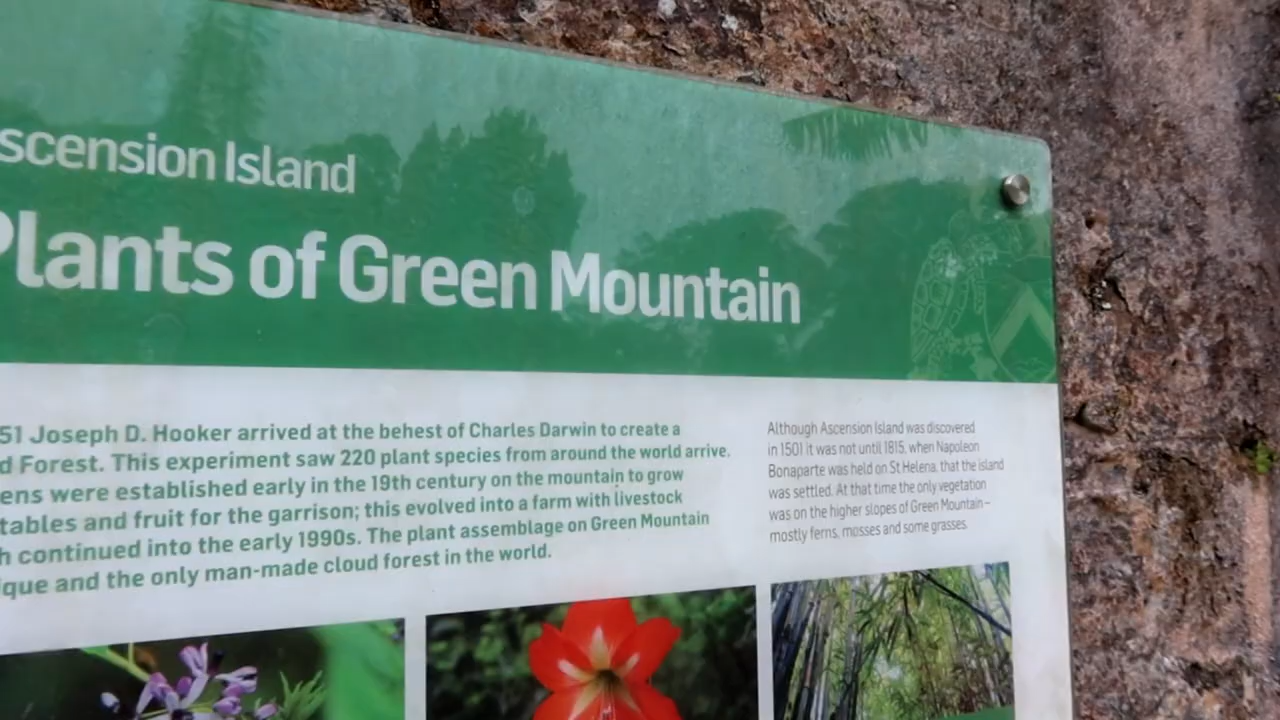 scension Island
Plants of Green Mountain
51 Joseph D. Hooker arrived at the behest of Charles Darwin to create a
d Forest. This experiment saw 220 plant species from around the world arrive.
ens were established early in the 19th century on the mountain to grow
tables and fruit for the garrison; this evolved into a farm with livestock
h continued into the early 1990s. The plant assemblage on Green Mountain
ique and the only man-made cloud forest in the world.
Although Ascension Island was discovered
in 1501 it was not until 1815, when Napoleon
Bonaparte was held on St Helena, that the island
was settled. At that time the only vegetation
was on the higher slopes of Green Mountain –
mostly ferns, mosses and some grasses.